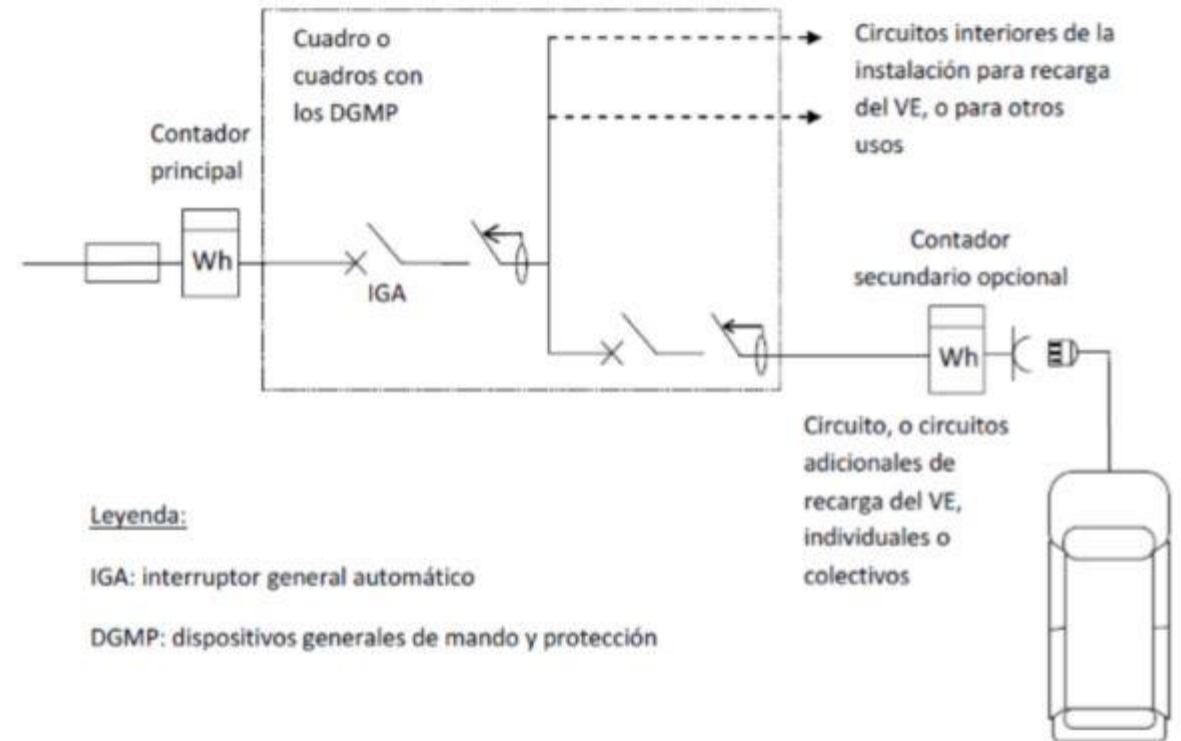 Cuadro o
cuadros con
los DGMP
Circuitos interiores de la
instalación para recarga
del VE, o para otros
usos
Contador
principal
Wh
IGA
Contador
secundario opcional
Wh
Circuito, o circuitos
adicionales de
recarga del VE,
individuales o
colectivos
Leyenda:
IGA: interruptor general automático
DGMP: dispositivos generales de mando y protección